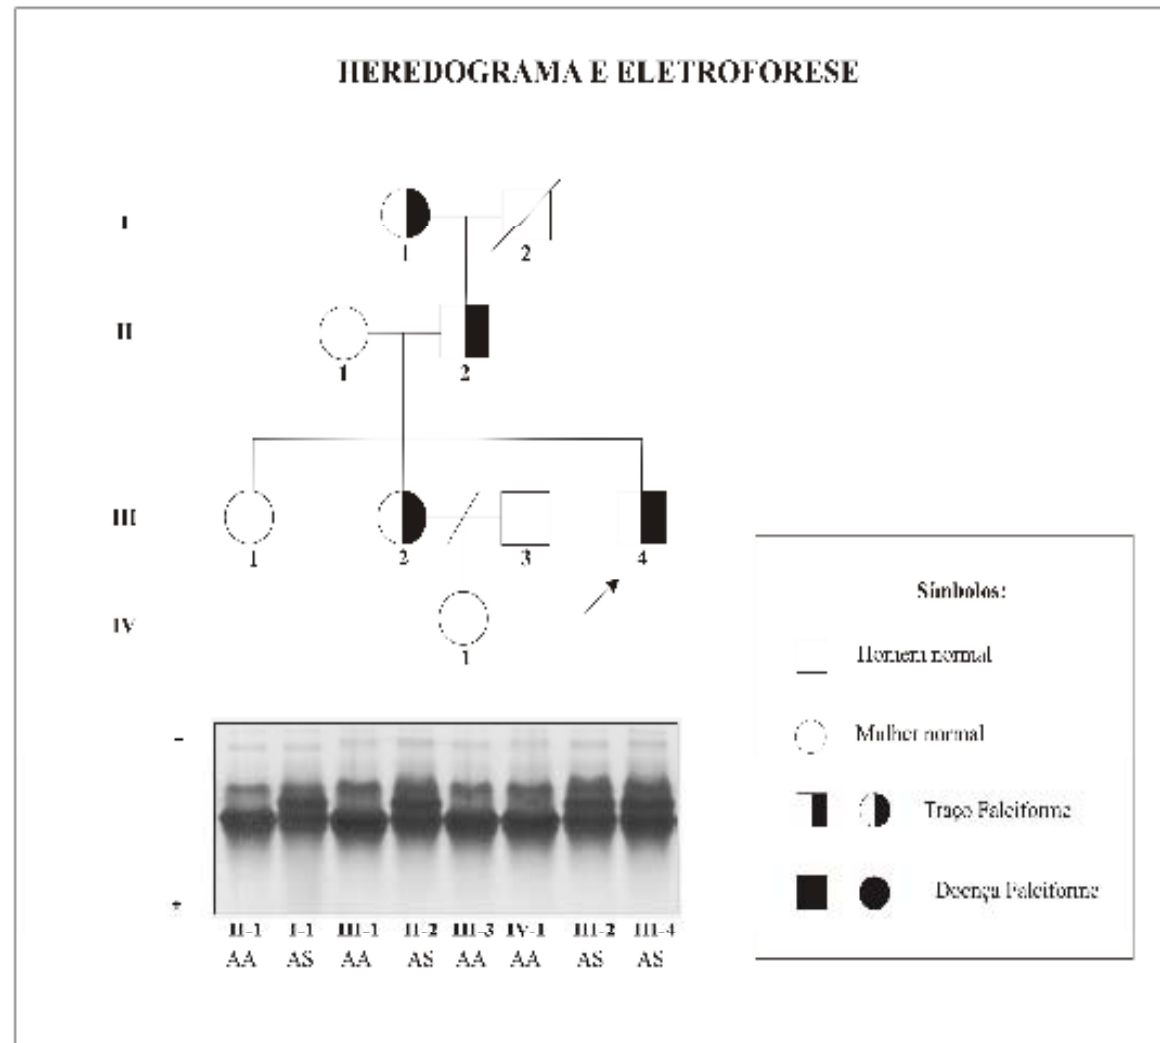 HEREDOGRAMA E ELETROFORESE
I
1
2
II
1
2
III
1
2
3
4
IV
1
Símbolos:
Homem normal
Mulher normal
Traço Falciforme
Doença Falciforme
-
+
II-1 I-1 III-1 II-2 III-3 IV-1 III-2 III-4
AA AS AA AS AA AA AS AS